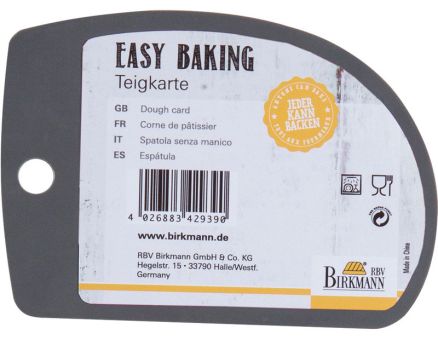 EASY BAKING
Teigkarte
GB Dough card
FR Corne de pâtissier
IT Spatola senza manico
ES Espátula
JEDER
KANN
BACKEN
4 026883 429390
www.birkmann.de
RBV Birkmann GmbH & Co. KG
Hegelstr. 15 • 33790 Halle/Westf.
Germany
Made in China
RBV
BIRKMANN